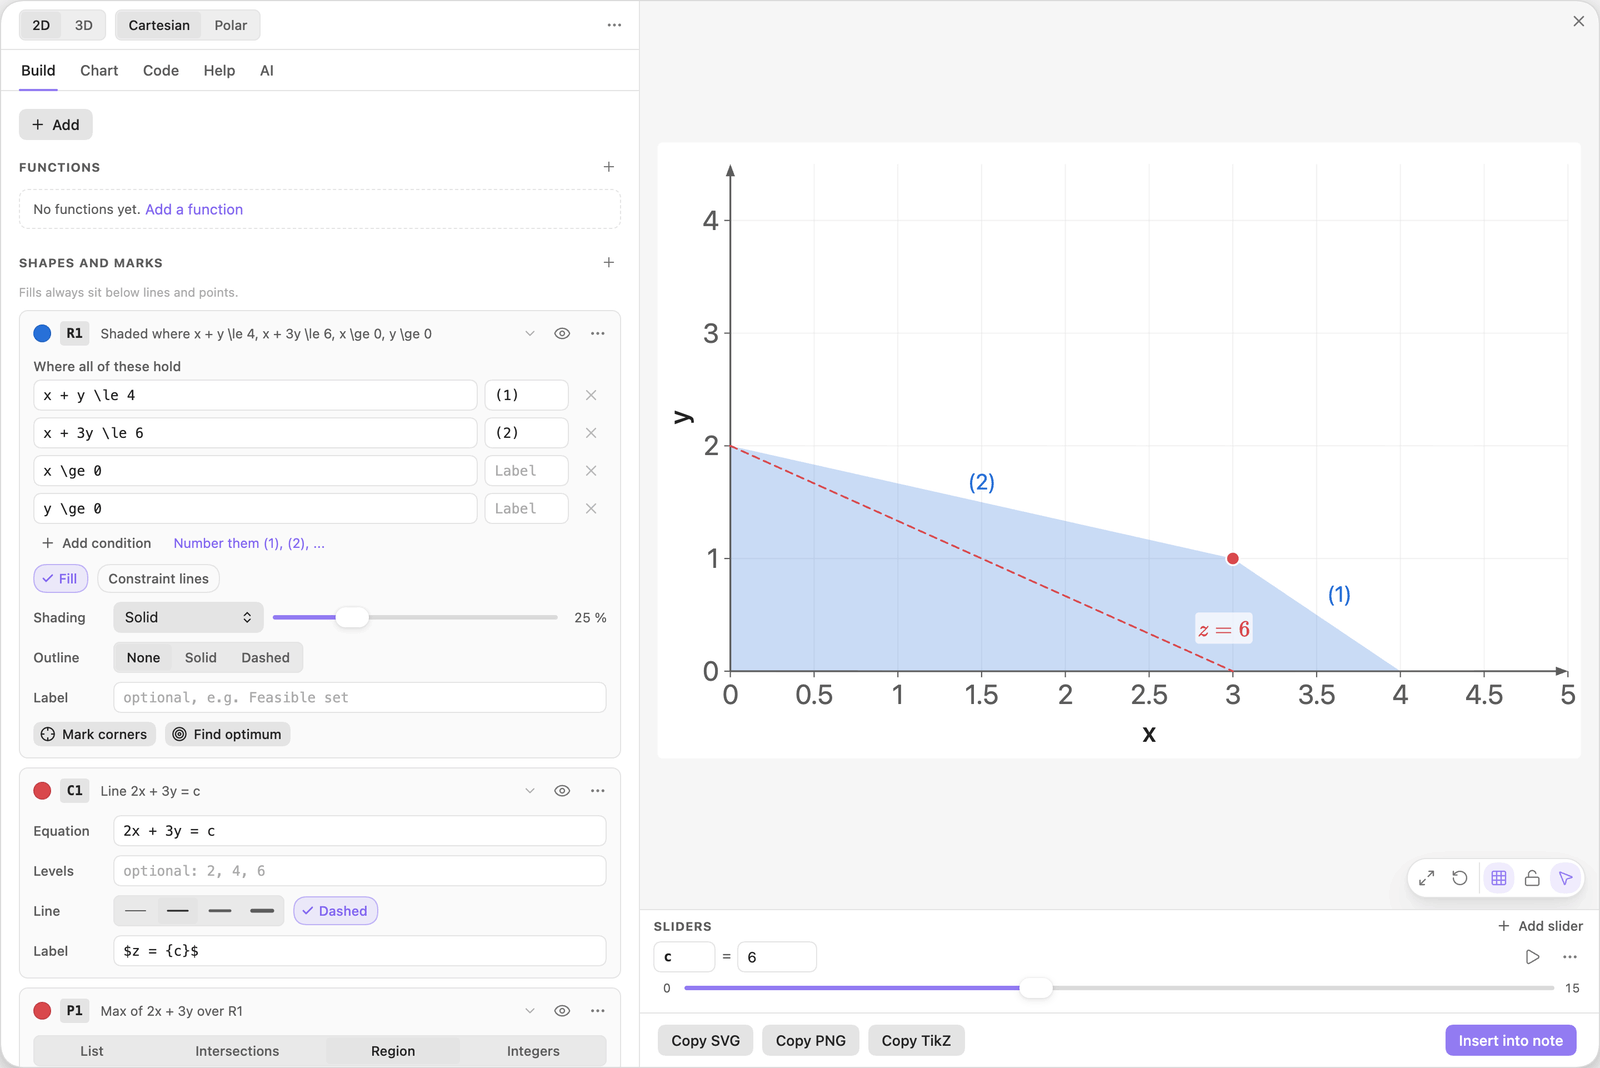 2D 3D Cartesian Polar
Build Chart Code Help AI
+ Add
FUNCTIONS
No functions yet. Add a function
SHAPES AND MARKS
Fills always sit below lines and points.
R1 Shaded where x + y \le 4, x + 3y \le 6, x \ge 0, y \ge 0
Where all of these hold
x + y \le 4 (1)
x + 3y \le 6 (2)
x \ge 0 Label
y \ge 0 Label
+ Add condition Number them (1), (2), ...
Fill Constraint lines
Shading Solid 25 %
Outline None Solid Dashed
Label optional, e.g. Feasible set
Mark corners Find optimum
C1 Line 2x + 3y = c
Equation 2x + 3y = c
Levels optional: 2, 4, 6
Line Dashed
Label $z = {c}$
P1 Max of 2x + 3y over R1
List Intersections Region Integers
4
3
2
1
0
y
(2)
(1)
z = 6
0 0.5 1 1.5 2 2.5 3 3.5 4 4.5 5
x
SLIDERS + Add slider
c = 6
0 15
Copy SVG Copy PNG Copy TikZ Insert into note